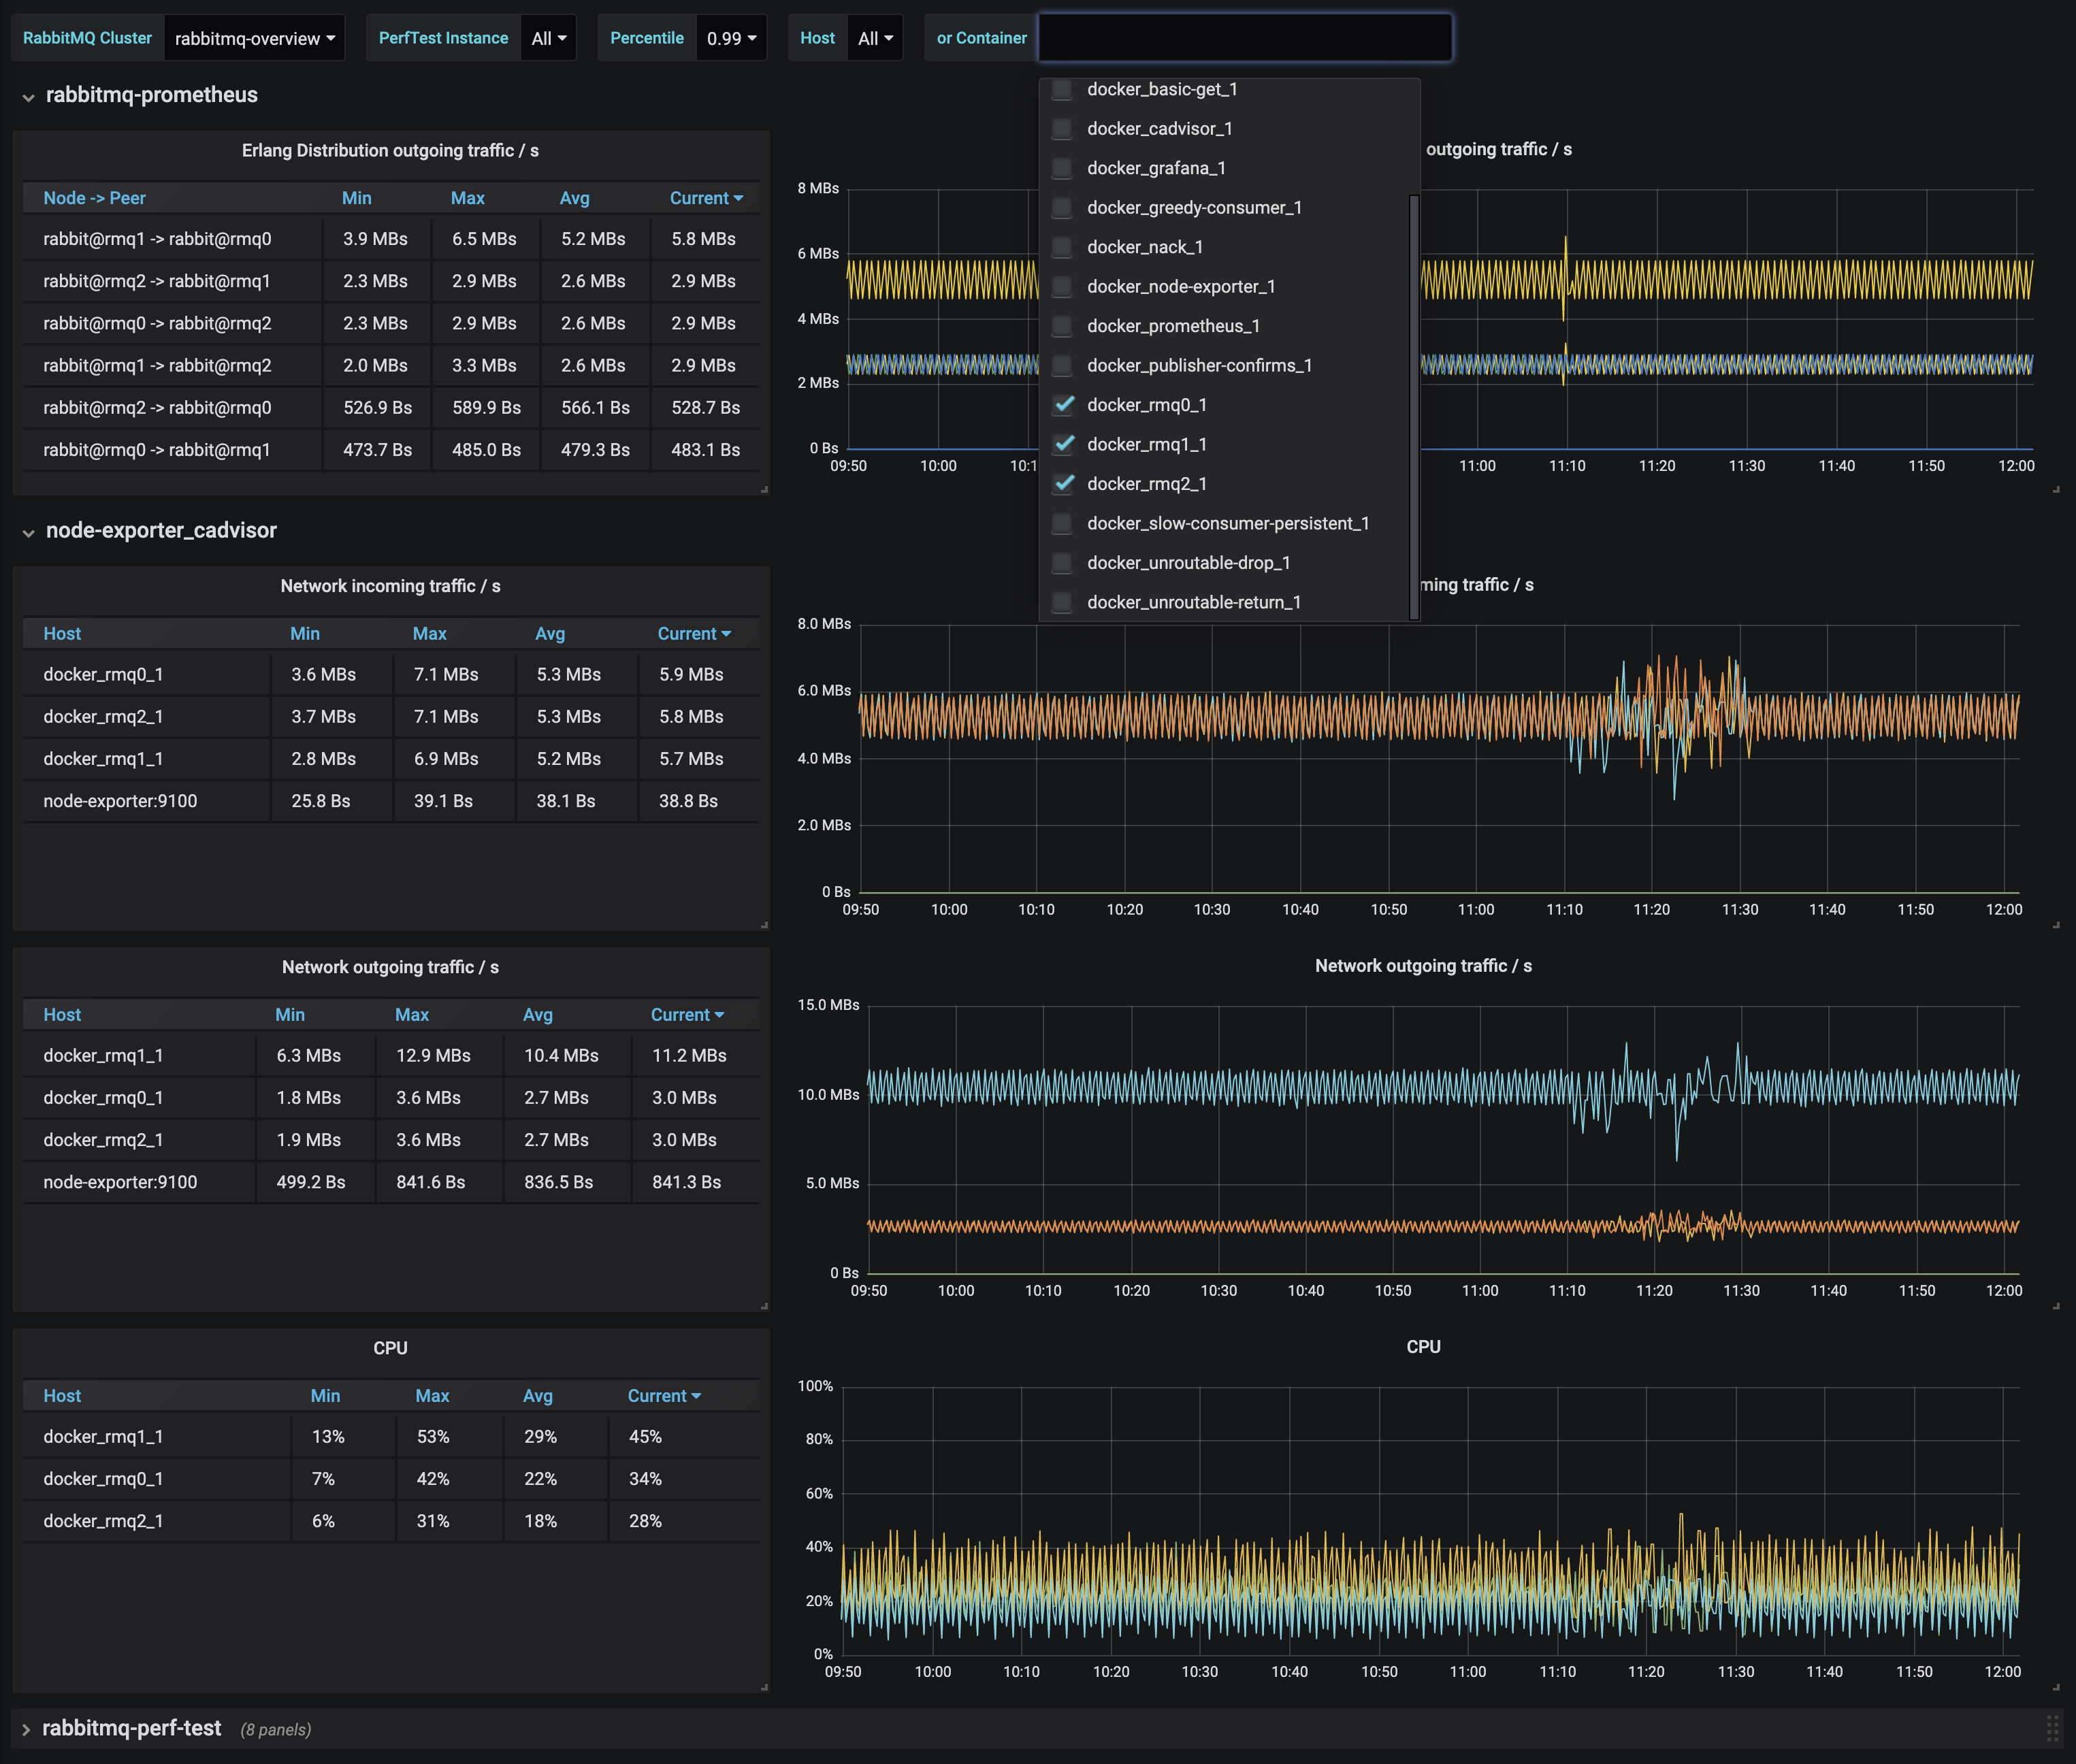 RabbitMQ Cluster rabbitmq-overview PerfTest Instance All Percentile 0.99 Host All or Container
rabbitmq-prometheus
Erlang Distribution outgoing traffic / s
Node -> Peer Min Max Avg Current
rabbit@rmq1 -> rabbit@rmq0 3.9 MBs 6.5 MBs 5.2 MBs 5.8 MBs
rabbit@rmq2 -> rabbit@rmq1 2.3 MBs 2.9 MBs 2.6 MBs 2.9 MBs
rabbit@rmq0 -> rabbit@rmq2 2.3 MBs 2.9 MBs 2.6 MBs 2.9 MBs
rabbit@rmq1 -> rabbit@rmq2 2.0 MBs 3.3 MBs 2.6 MBs 2.9 MBs
rabbit@rmq2 -> rabbit@rmq0 526.9 Bs 589.9 Bs 566.1 Bs 528.7 Bs
rabbit@rmq0 -> rabbit@rmq1 473.7 Bs 485.0 Bs 479.3 Bs 483.1 Bs
outgoing traffic / s
8 MBs
6 MBs
4 MBs
2 MBs
0 Bs
09:50 10:00 10:1 11:00 11:10 11:20 11:30 11:40 11:50 12:00
docker_basic-get_1
docker_cadvisor_1
docker_grafana_1
docker_greedy-consumer_1
docker_nack_1
docker_node-exporter_1
docker_prometheus_1
docker_publisher-confirms_1
docker_rmq0_1
docker_rmq1_1
docker_rmq2_1
docker_slow-consumer-persistent_1
docker_unroutable-drop_1
docker_unroutable-return_1
node-exporter_cadvisor
Network incoming traffic / s
Host Min Max Avg Current
docker_rmq0_1 3.6 MBs 7.1 MBs 5.3 MBs 5.9 MBs
docker_rmq2_1 3.7 MBs 7.1 MBs 5.3 MBs 5.8 MBs
docker_rmq1_1 2.8 MBs 6.9 MBs 5.2 MBs 5.7 MBs
node-exporter:9100 25.8 Bs 39.1 Bs 38.1 Bs 38.8 Bs
ming traffic / s
8.0 MBs
6.0 MBs
4.0 MBs
2.0 MBs
0 Bs
09:50 10:00 10:10 10:20 10:30 10:40 10:50 11:00 11:10 11:20 11:30 11:40 11:50 12:00
Network outgoing traffic / s
Host Min Max Avg Current
docker_rmq1_1 6.3 MBs 12.9 MBs 10.4 MBs 11.2 MBs
docker_rmq0_1 1.8 MBs 3.6 MBs 2.7 MBs 3.0 MBs
docker_rmq2_1 1.9 MBs 3.6 MBs 2.7 MBs 3.0 MBs
node-exporter:9100 499.2 Bs 841.6 Bs 836.5 Bs 841.3 Bs
Network outgoing traffic / s
15.0 MBs
10.0 MBs
5.0 MBs
0 Bs
09:50 10:00 10:10 10:20 10:30 10:40 10:50 11:00 11:10 11:20 11:30 11:40 11:50 12:00
CPU
Host Min Max Avg Current
docker_rmq1_1 13% 53% 29% 45%
docker_rmq0_1 7% 42% 22% 34%
docker_rmq2_1 6% 31% 18% 28%
CPU
100%
80%
60%
40%
20%
0%
09:50 10:00 10:10 10:20 10:30 10:40 10:50 11:00 11:10 11:20 11:30 11:40 11:50 12:00
rabbitmq-perf-test (8 panels)